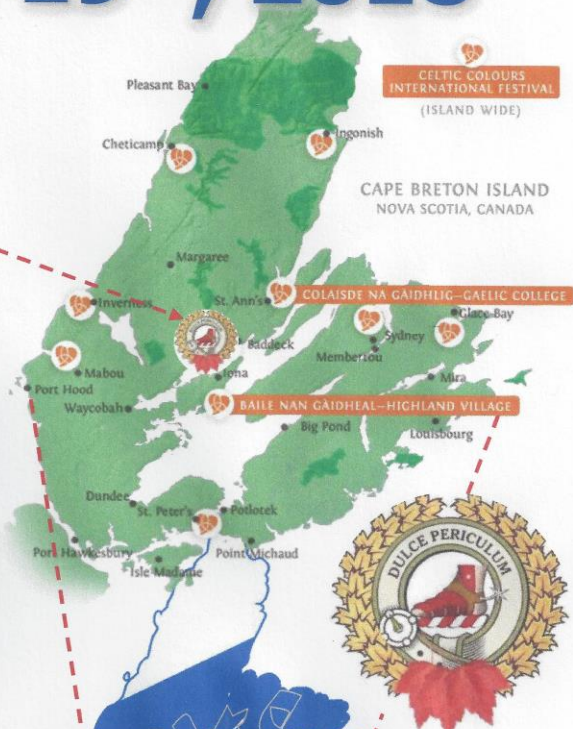 Pleasant Bay
CELTIC COLOURS
INTERNATIONAL FESTIVAL
(ISLAND WIDE)
Cheticamp
Ingonish
CAPE BRETON ISLAND
NOVA SCOTIA, CANADA
Margaree
Inverness
St. Ann's
COLAISDE NA GÀIDHLIG—GAELIC COLLEGE
Glace Bay
Baddeck
Sydney
Membertou
Mabou
Iona
Mira
Port Hood
Waycobah
BAILE NAN GÀIDHEAL—HIGHLAND VILLAGE
Big Pond
Louisbourg
Dundee
St. Peter's
Potlotek
Port Hawkesbury
Point Michaud
Isle Madame
DULCE PERICULUM